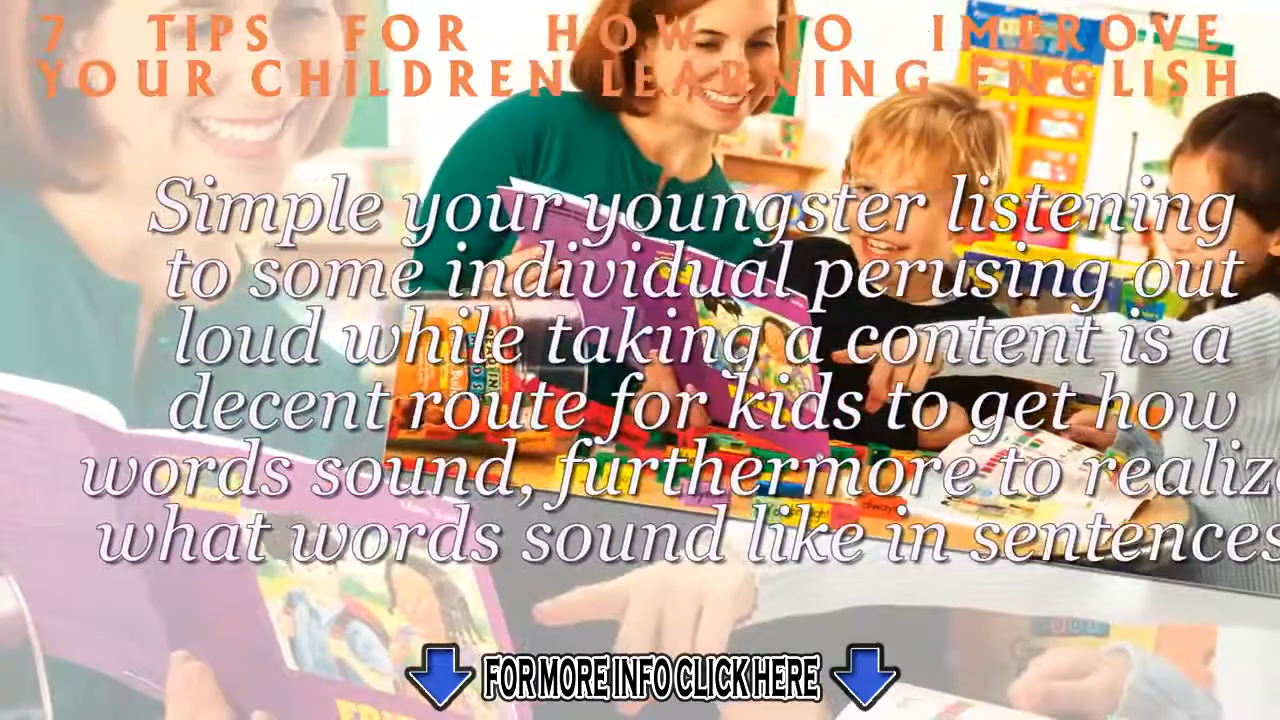 7 TIPS FOR HOW TO IMPROVE
YOUR CHILDREN LEARNING ENGLISH
Simple your youngster listening
to some individual perusing out
loud while taking a content is a
decent route for kids to get how
words sound, furthermore to realiz
what words sound like in sentences
always
FOR MORE INFO CLICK HERE